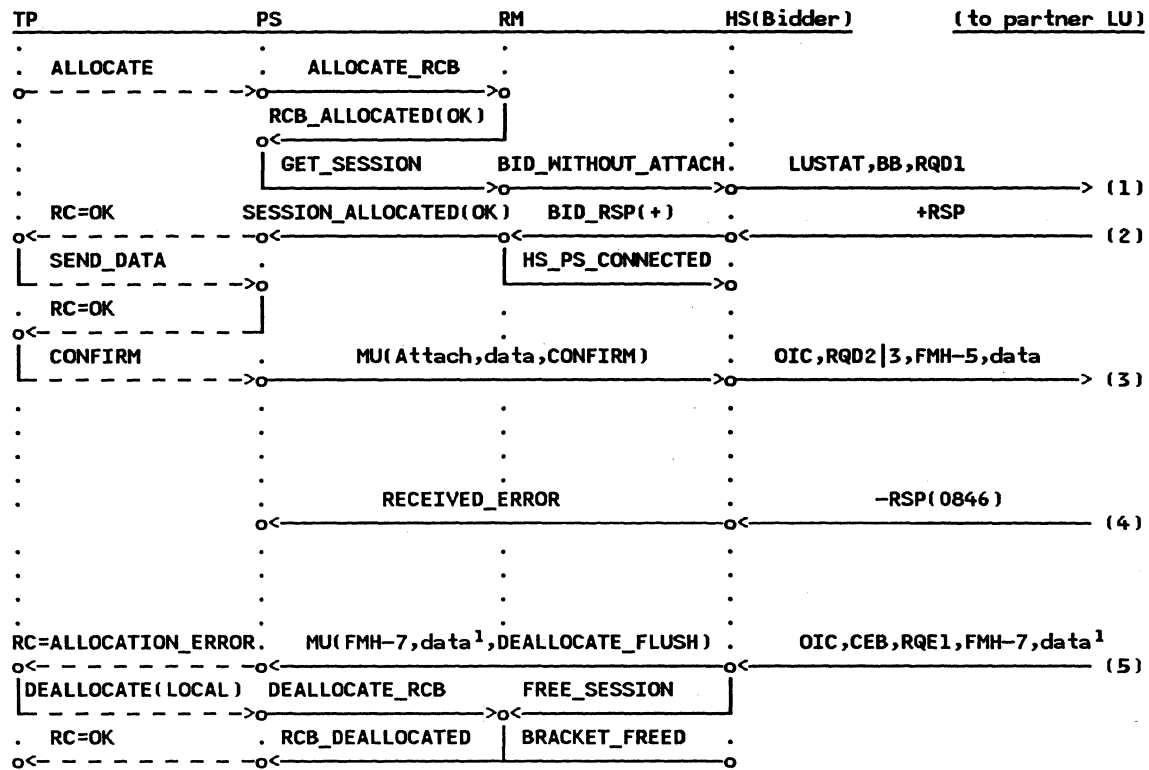 TP PS RM HS(Bidder) (to partner LU)
ALLOCATE ALLOCATE_RCB
RCB_ALLOCATED(OK)
GET_SESSION BID_WITHOUT_ATTACH. LUSTAT,BB,RQD1
(1)
RC=OK SESSION_ALLOCATED(OK) BID_RSP(+) +RSP
(2)
SEND_DATA HS_PS_CONNECTED
RC=OK
CONFIRM MU(Attach,data,CONFIRM) OIC,RQD2|3,FMH-5,data
(3)
RECEIVED_ERROR -RSP(0846)
(4)
RC=ALLOCATION_ERROR. MU(FMH-7,data¹,DEALLOCATE_FLUSH) OIC,CEB,RQE1,FMH-7,data¹
(5)
DEALLOCATE(LOCAL) DEALLOCATE_RCB FREE_SESSION
RC=OK RCB_DEALLOCATED BRACKET_FREED